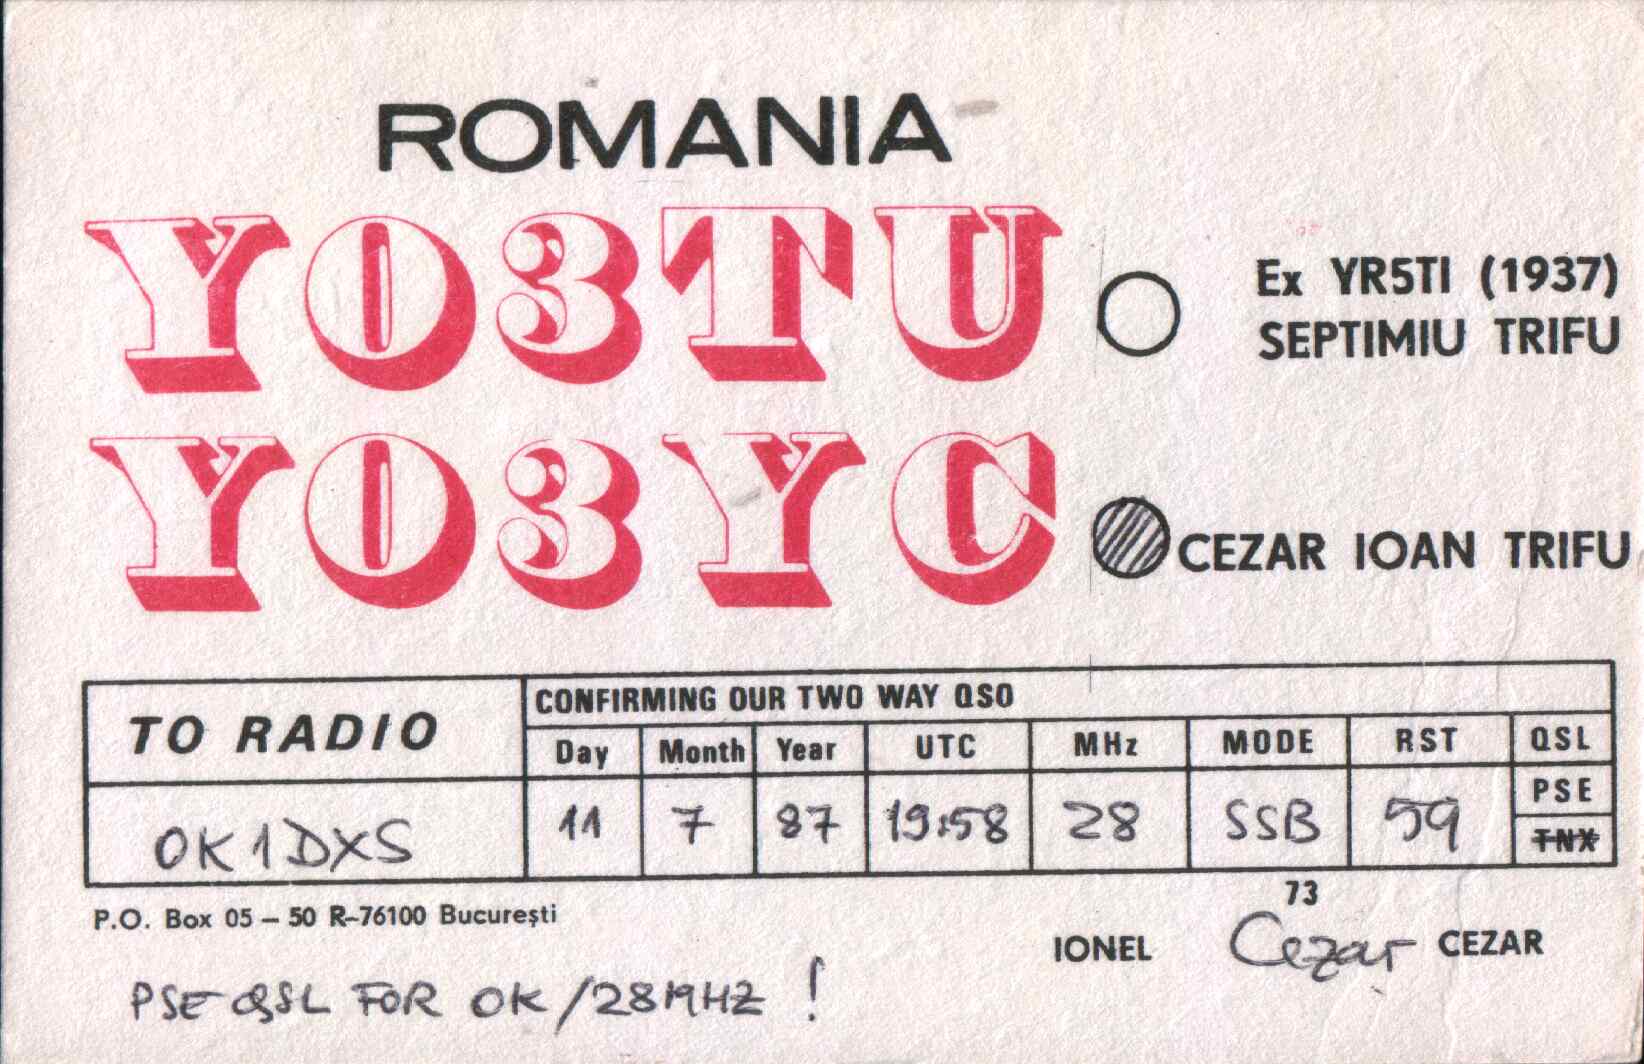 ROMANIA
YO3TU
Ex YR5TI (1937)
SEPTIMIU TRIFU
YO3YC
CEZAR IOAN TRIFU
TO RADIO
CONFIRMING OUR TWO WAY QSO
Day Month Year UTC MHz MODE RST QSL
OK1DXS 11 7 87 19:58 28 SSB 59 PSE
TNX
73
P.O. Box 05 – 50 R–76100 București
IONEL Cezar CEZAR
PSE QSL FOR OK/28MHZ !